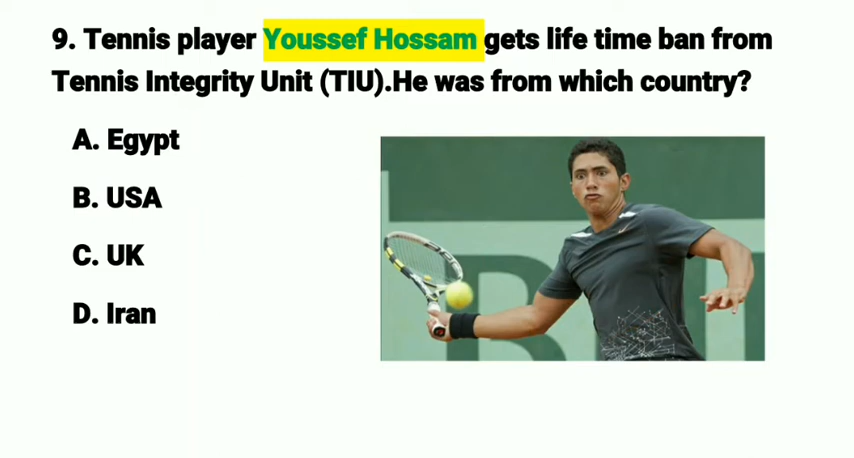 9. Tennis player Youssef Hossam gets life time ban from
Tennis Integrity Unit (TIU).He was from which country?
A. Egypt
B. USA
C. UK
D. Iran